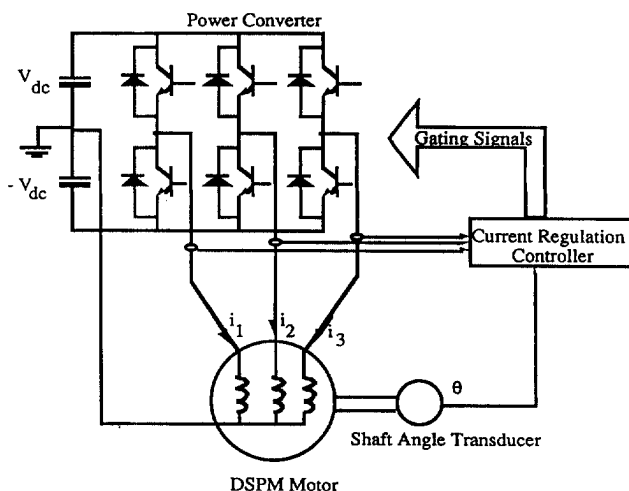 Power Converter
V dc
- V dc
Gating Signals
Current Regulation
Controller
i 1
i 2
i 3
θ
Shaft Angle Transducer
DSPM Motor